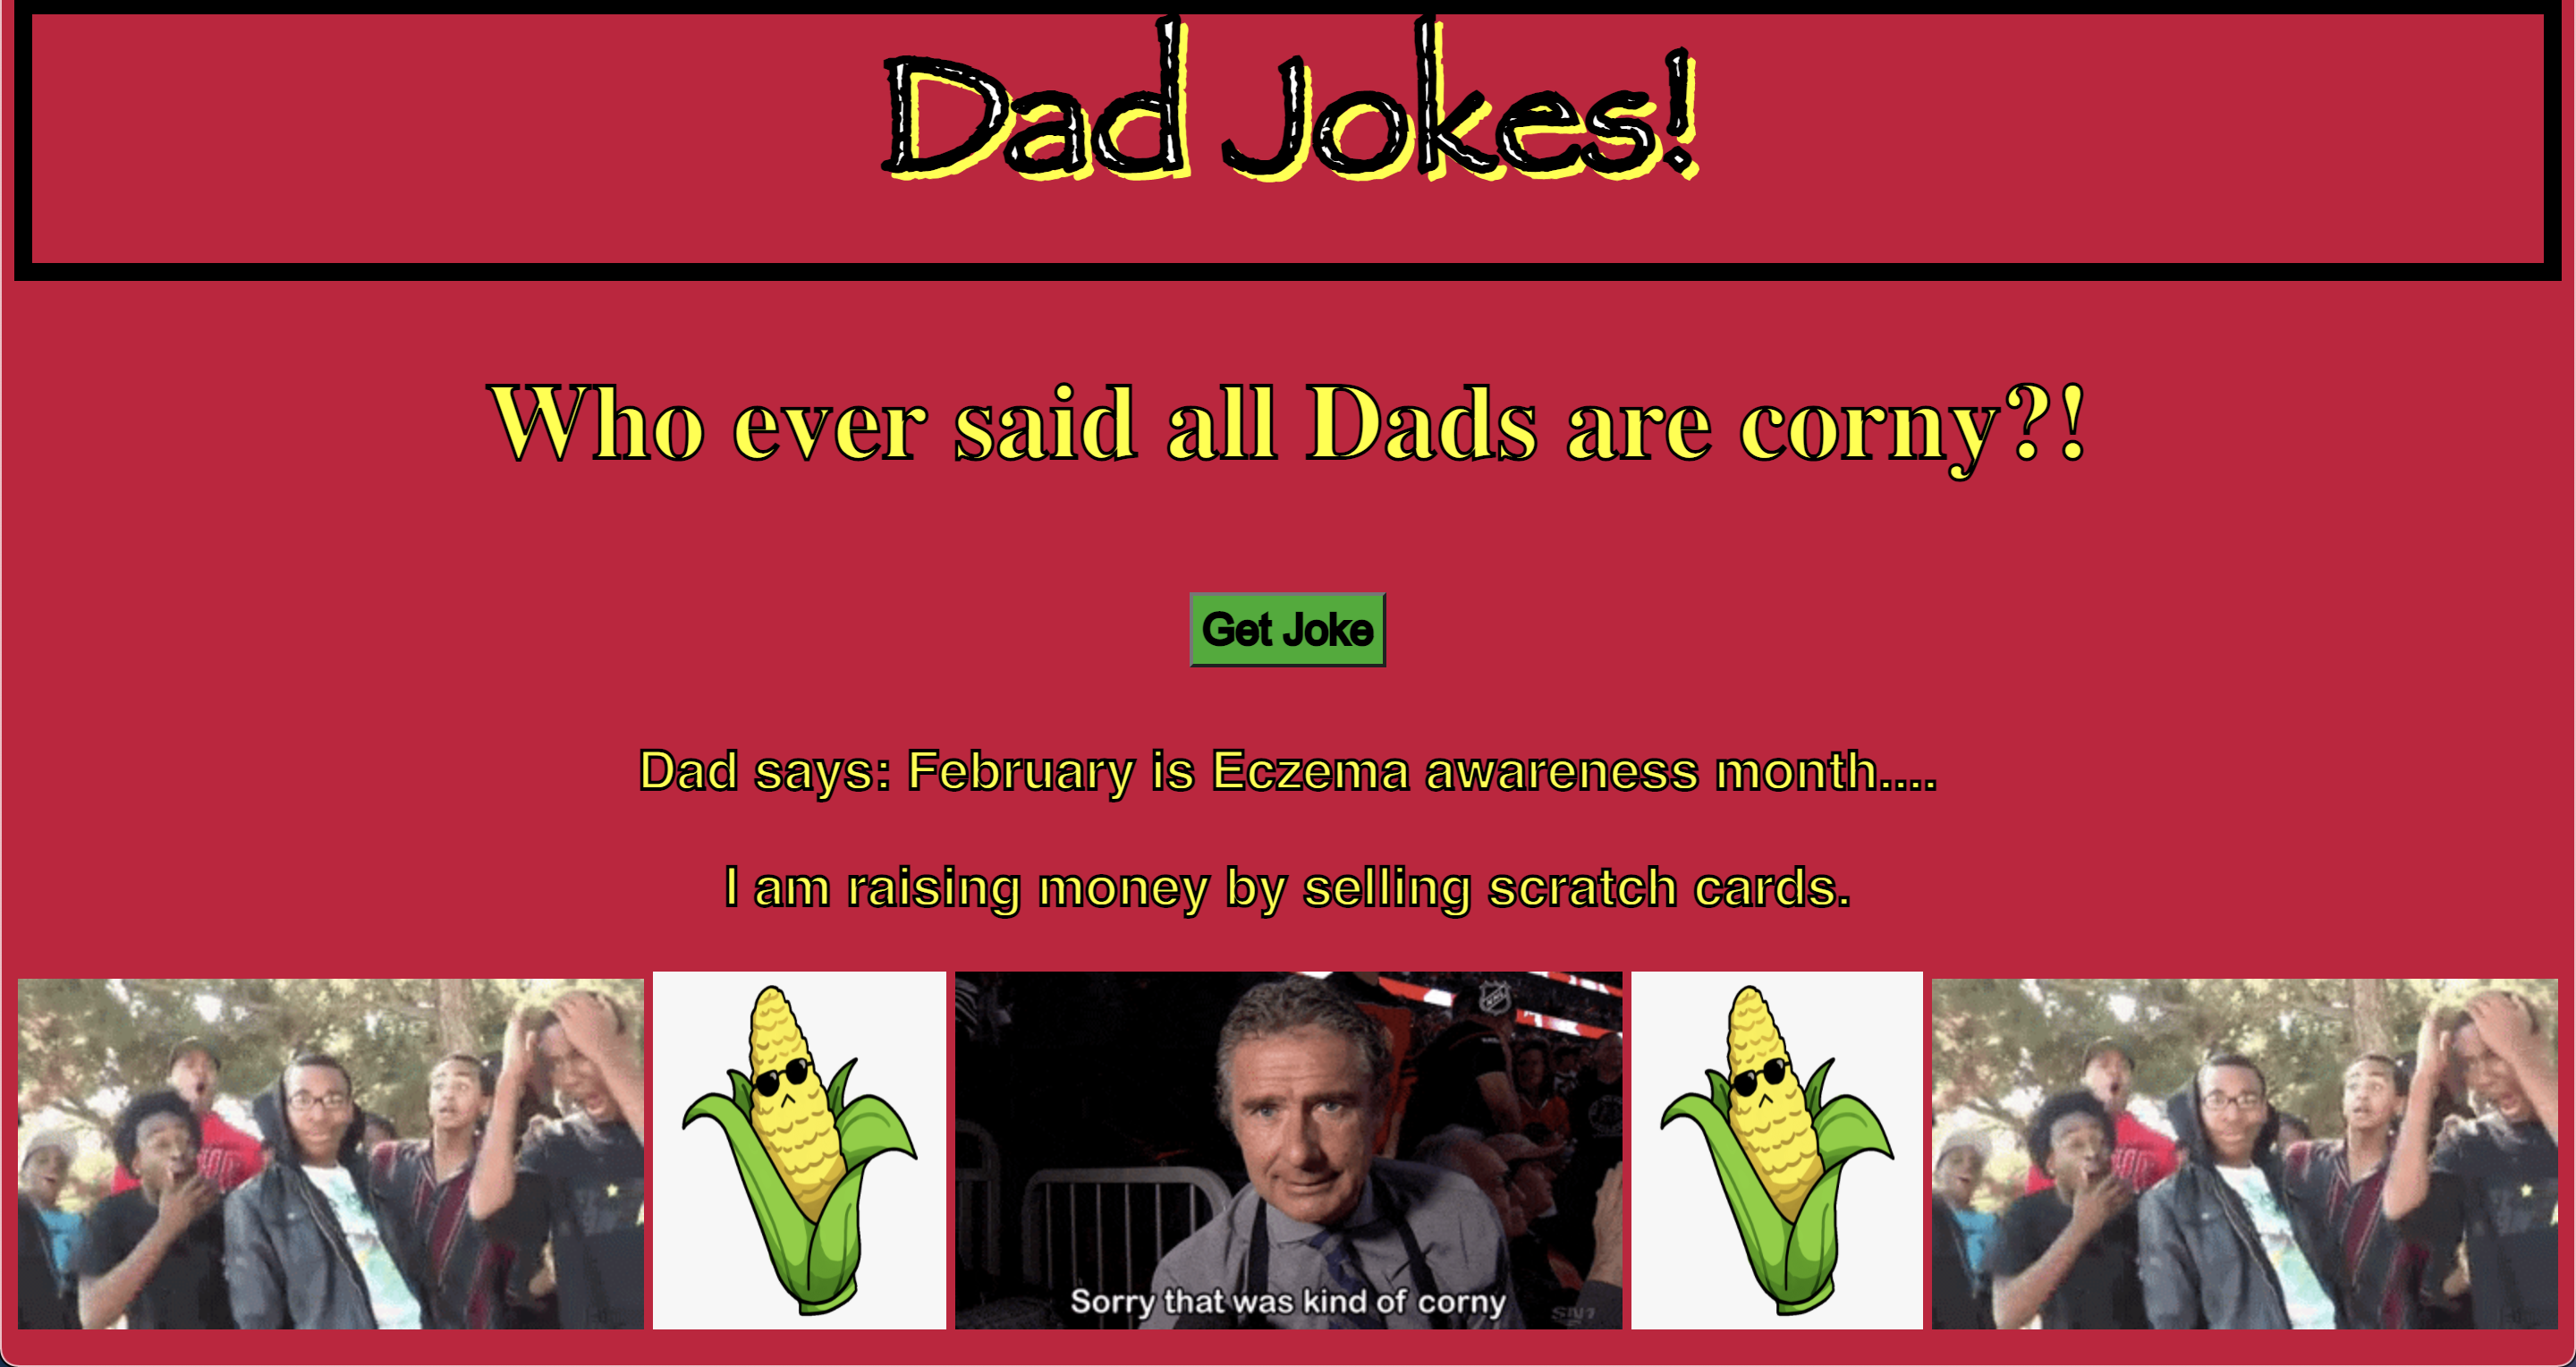 Dad Jokes!
Who ever said all Dads are corny?!
Get Joke
Dad says: February is Eczema awareness month....
I am raising money by selling scratch cards.
NHL
Sorry that was kind of corny